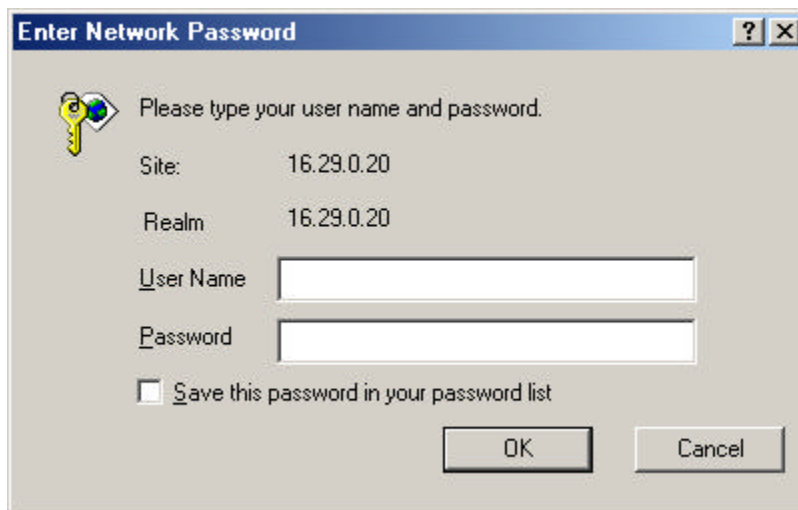 Enter Network Password
Please type your user name and password.
Site: 16.29.0.20
Realm 16.29.0.20
User Name
Password
Save this password in your password list
OK Cancel